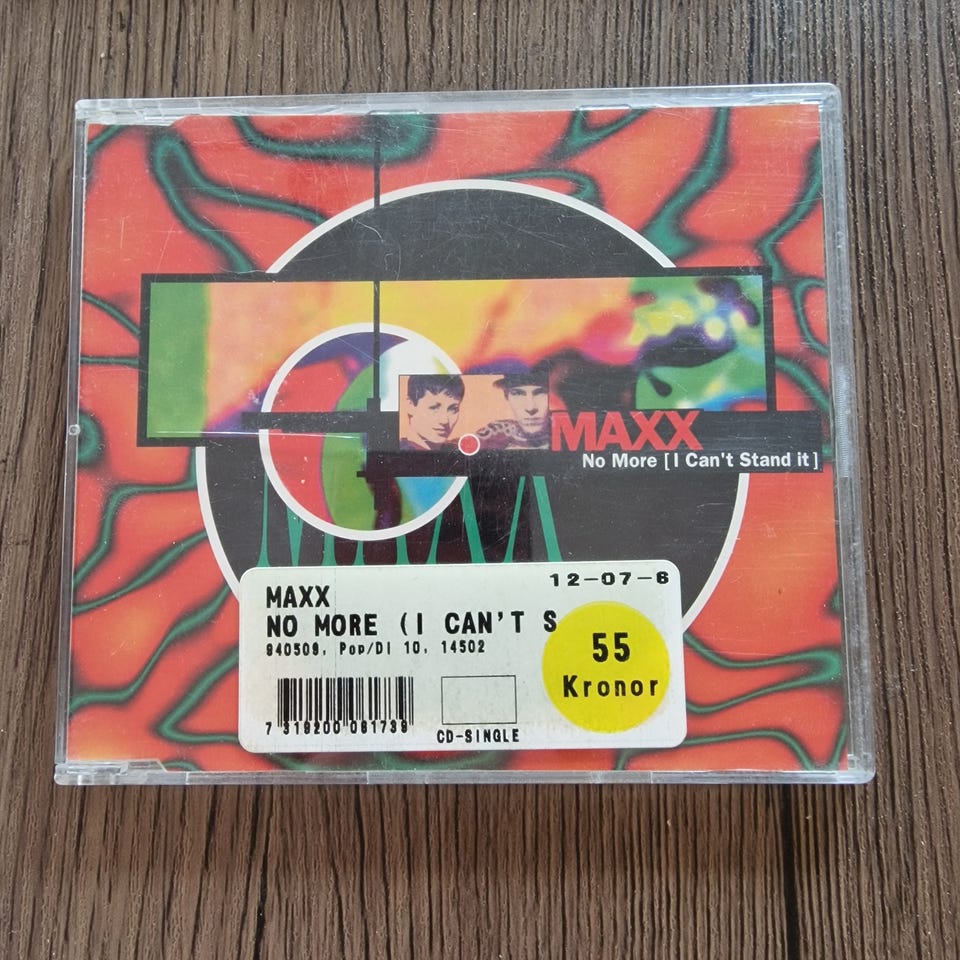 MAXX
No More [I Can't Stand it]
MAXX
12-07-6
MAXX
NO MORE (I CAN'T S
940509, Pop/DI 10, 14502
55
Kronor
7 319200 081739
CD-SINGLE